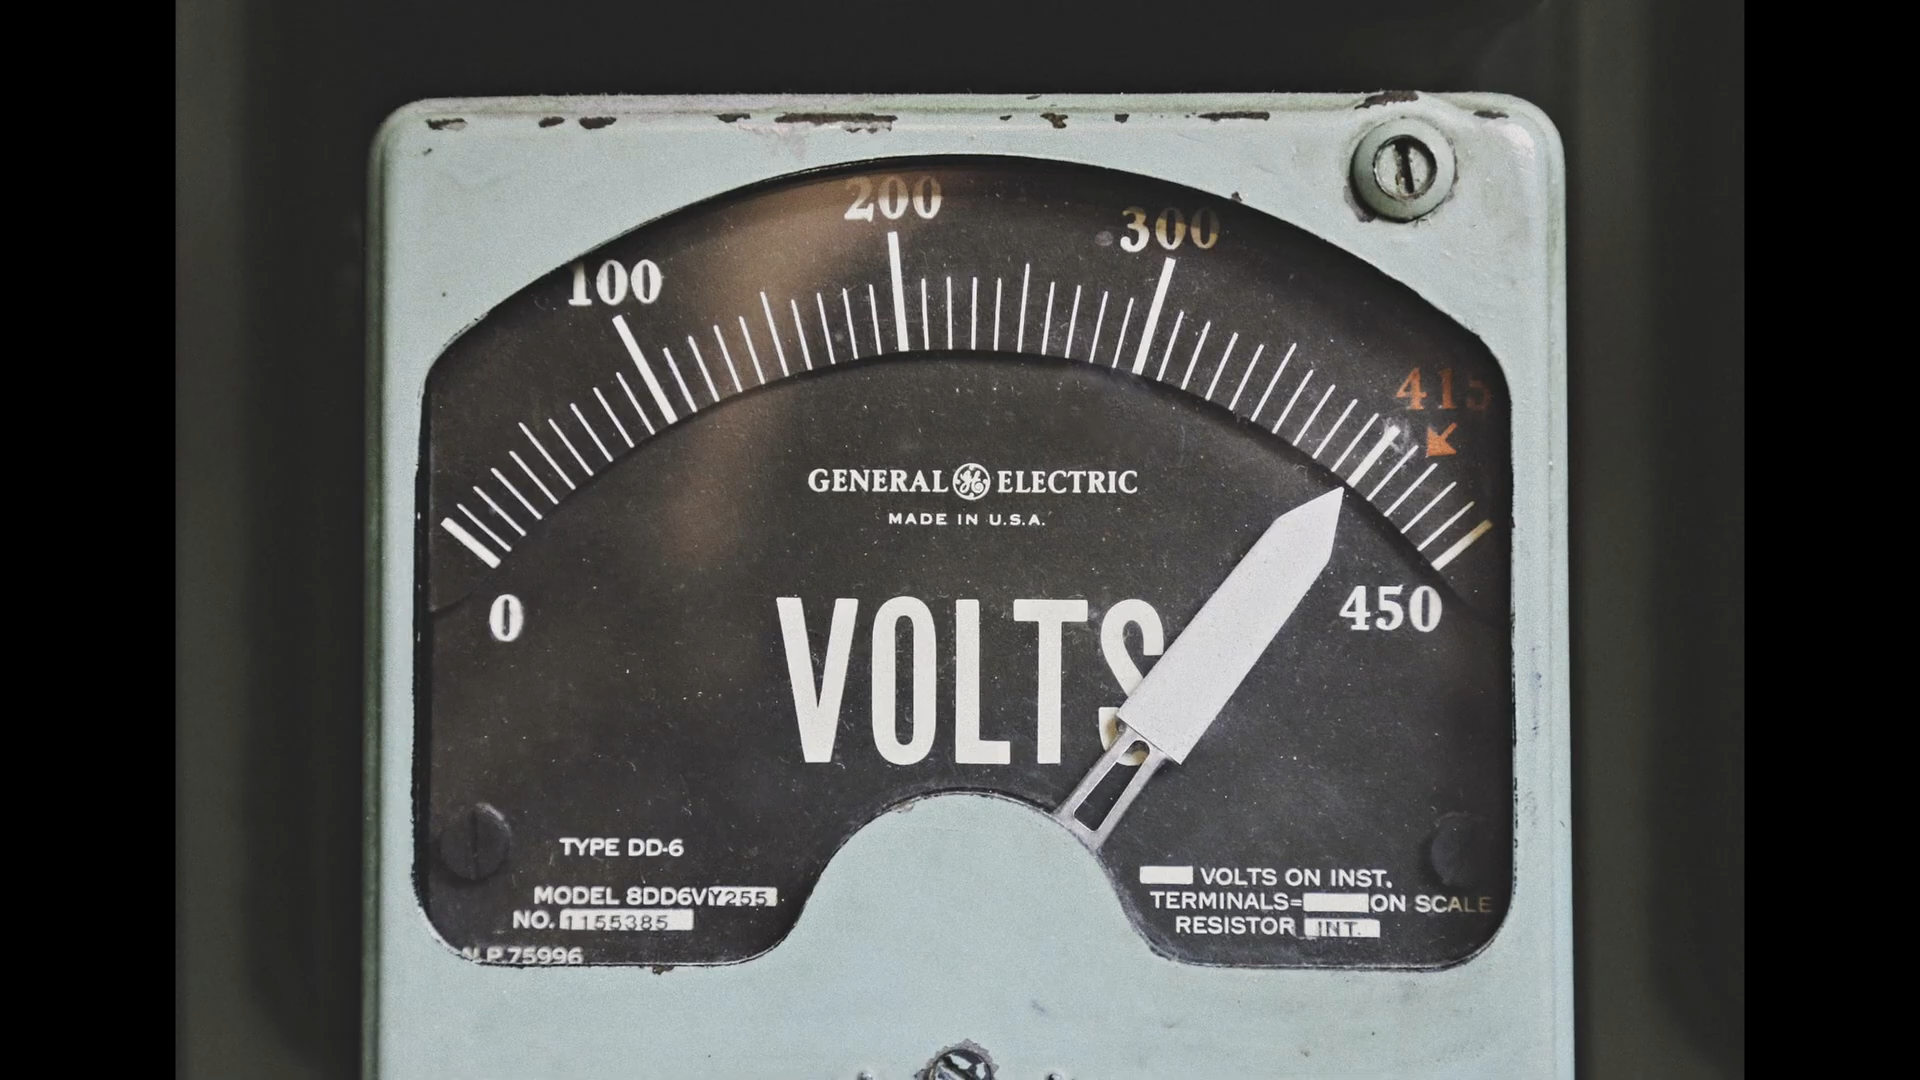 200
300
100
415
GENERAL GE ELECTRIC
MADE IN U.S.A.
0
450
VOLTS
TYPE DD-6
MODEL 8DD6VY255
NO. 1155385
N.P. 75996
VOLTS ON INST.
TERMINALS= ON SCALE
RESISTOR INT.